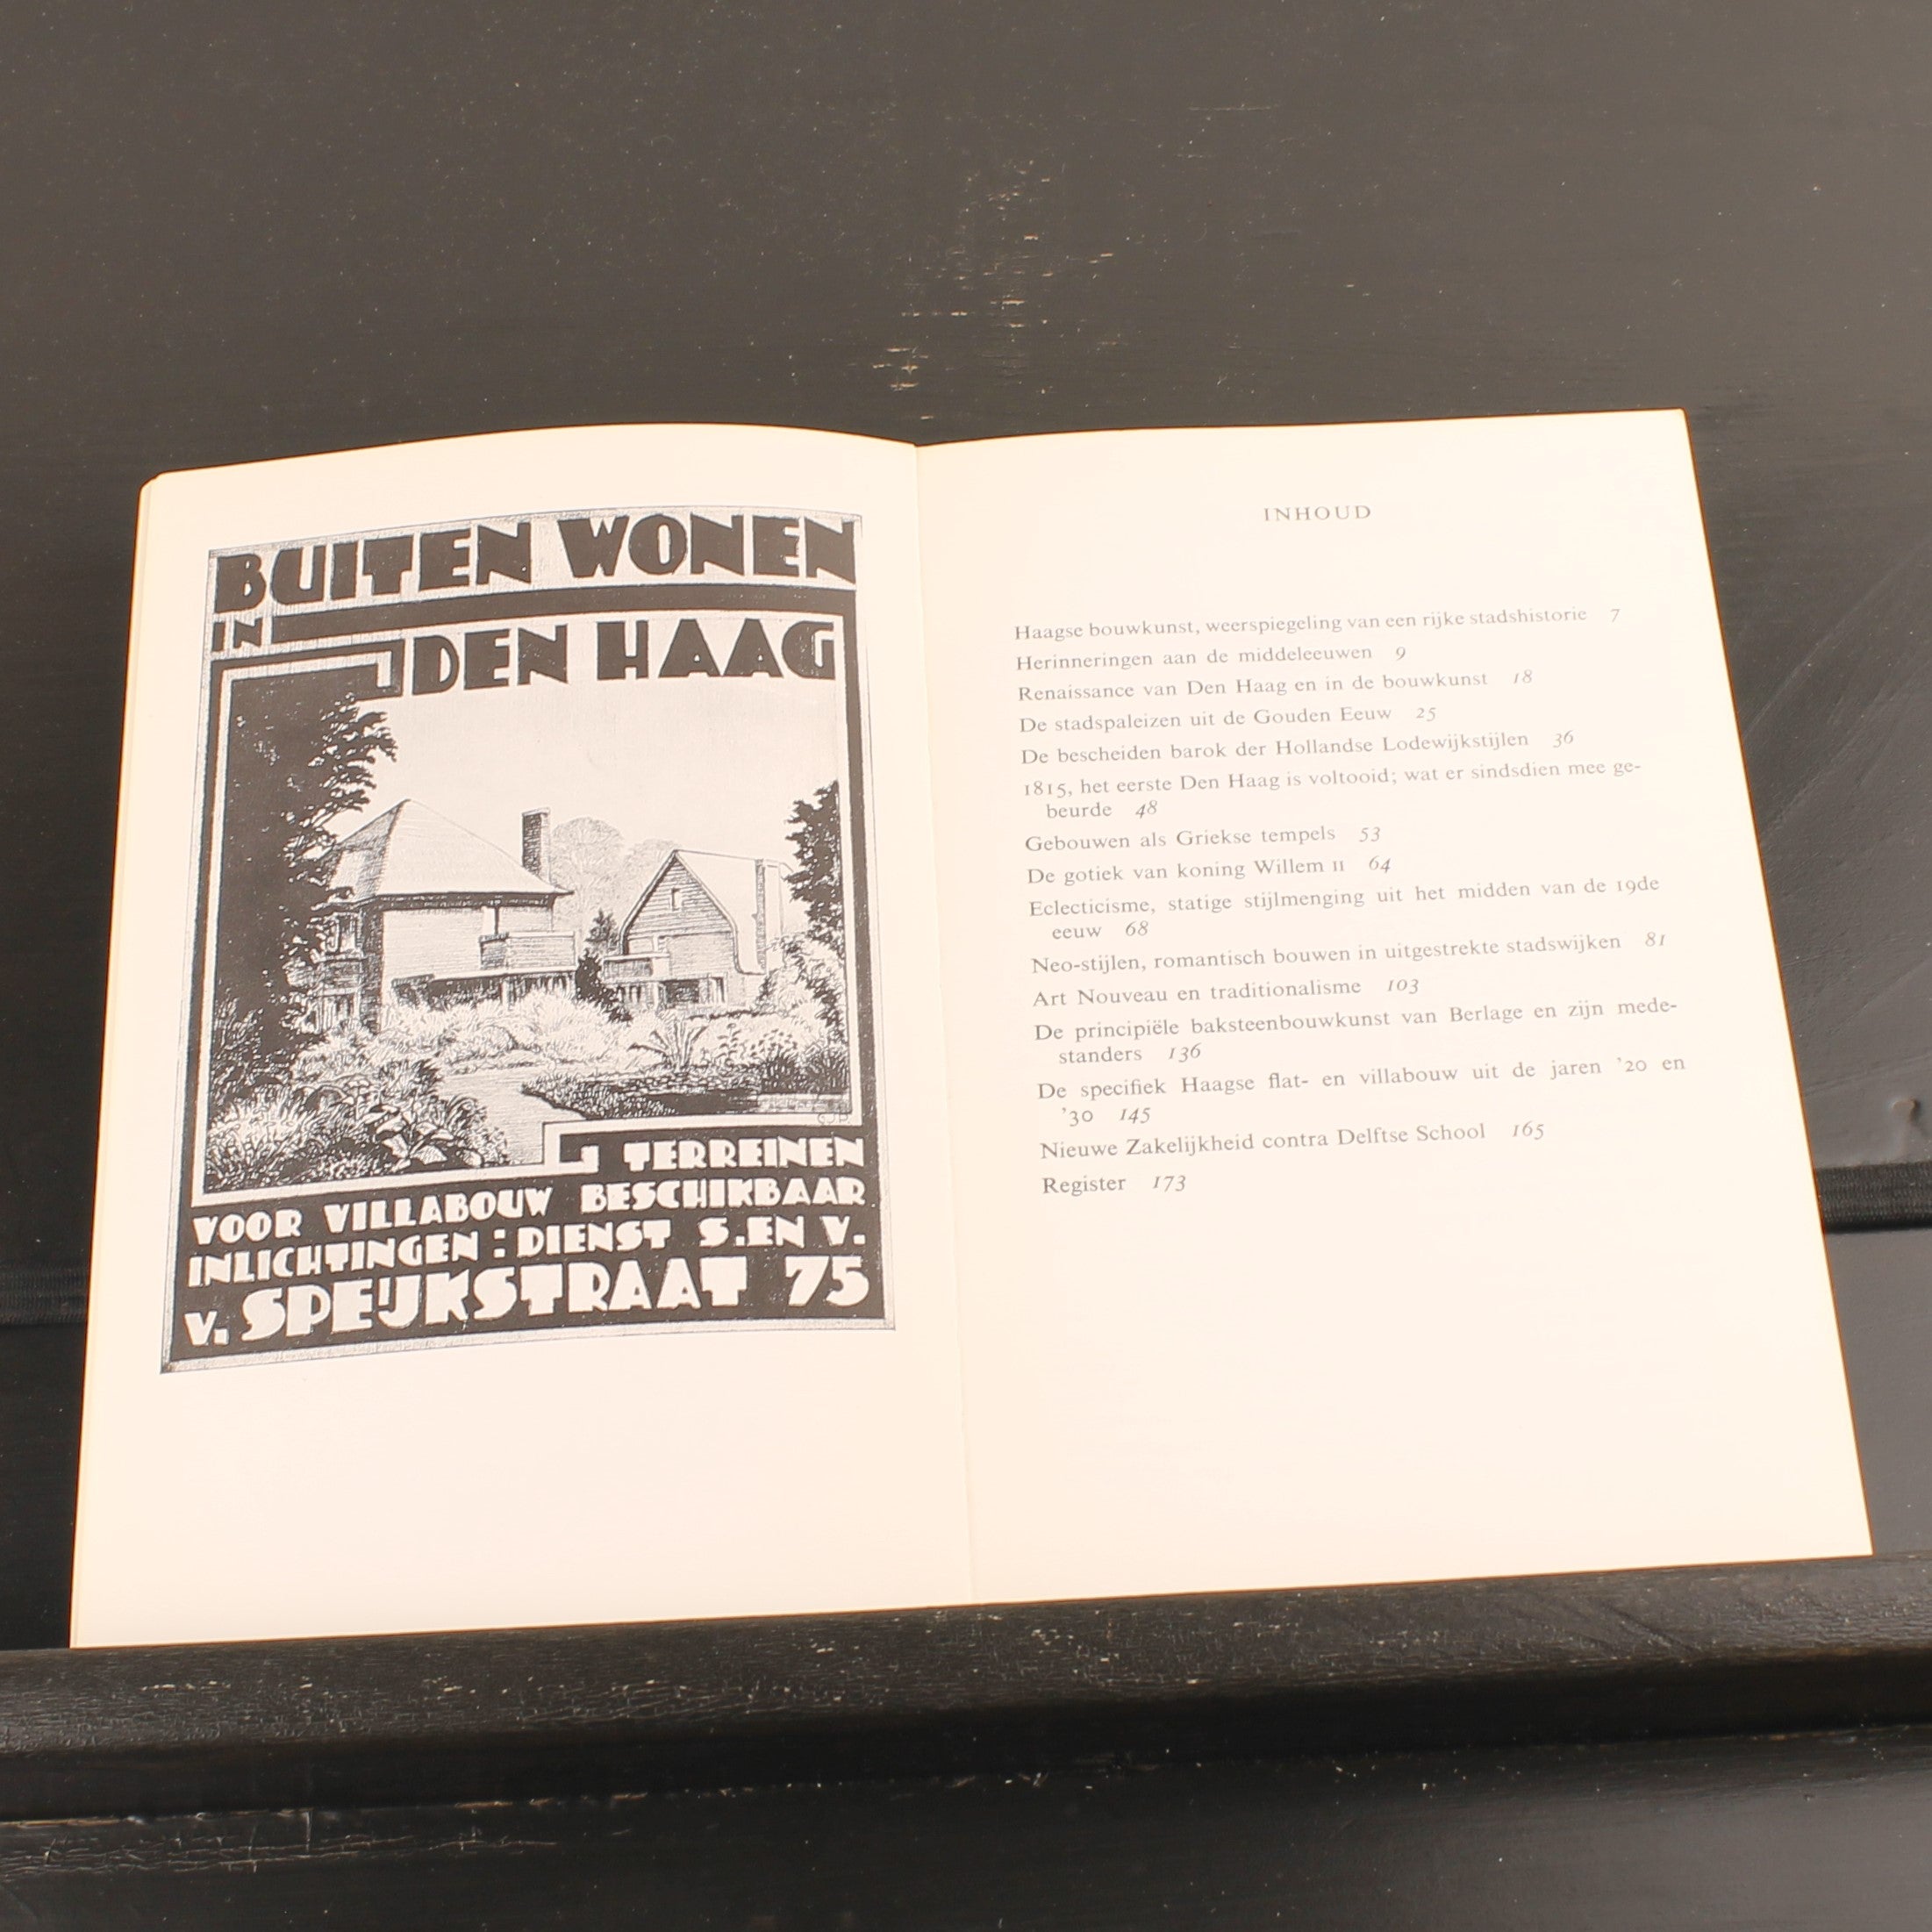 BUITEN WONEN
IN
DEN HAAG
G.J.B.
TERREINEN
VOOR VILLABOUW BESCHIKBAAR
INLICHTINGEN: DIENST S. EN V.
v. SPEIJKSTRAAT 75
INHOUD
Haagse bouwkunst, weerspiegeling van een rijke stadshistorie 7
Herinneringen aan de middeleeuwen 9
Renaissance van Den Haag en in de bouwkunst 18
De stadspaleizen uit de Gouden Eeuw 25
De bescheiden barok der Hollandse Lodewijkstijlen 36
1815, het eerste Den Haag is voltooid; wat er sindsdien mee ge-
beurde 48
Gebouwen als Griekse tempels 53
De gotiek van koning Willem II 64
Eclecticisme, statige stijlmenging uit het midden van de 19de
eeuw 68
Neo-stijlen, romantisch bouwen in uitgestrekte stadswijken 81
Art Nouveau en traditionalisme 103
De principiële baksteenbouwkunst van Berlage en zijn mede-
standers 136
De specifiek Haagse flat- en villabouw uit de jaren '20 en
'30 145
Nieuwe Zakelijkheid contra Delftse School 165
Register 173